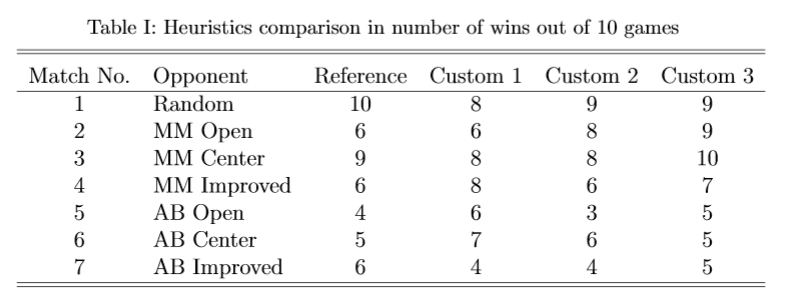 Table I: Heuristics comparison in number of wins out of 10 games
Match No. Opponent Reference Custom 1 Custom 2 Custom 3
1 Random 10 8 9 9
2 MM Open 6 6 8 9
3 MM Center 9 8 8 10
4 MM Improved 6 8 6 7
5 AB Open 4 6 3 5
6 AB Center 5 7 6 5
7 AB Improved 6 4 4 5